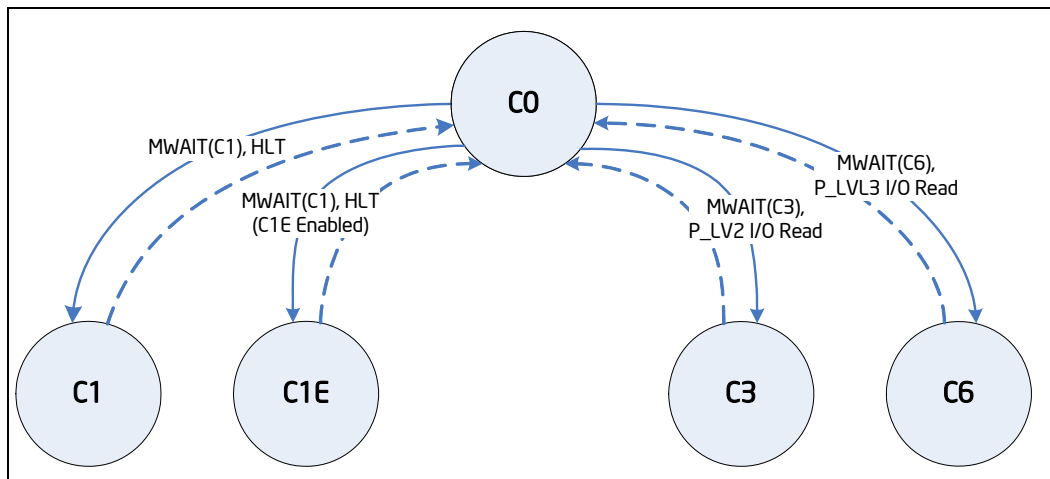 C0
MWAIT(C1), HLT
MWAIT(C1), HLT
(C1E Enabled)
MWAIT(C3),
P_LV2 I/O Read
MWAIT(C6),
P_LVL3 I/O Read
C1
C1E
C3
C6